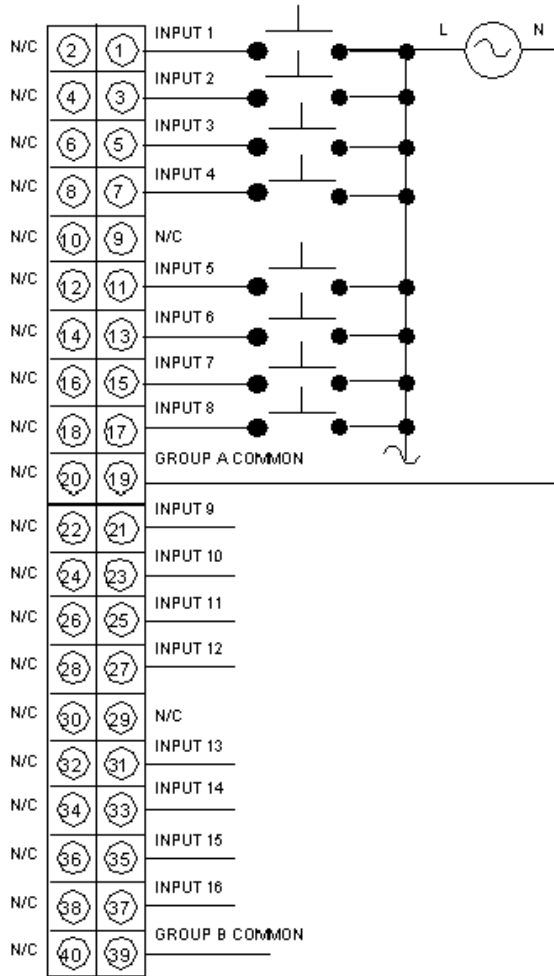 INPUT 1 L N
N/C 2 1
INPUT 2
N/C 4 3
INPUT 3
N/C 6 5
INPUT 4
N/C 8 7
N/C 10 9 N/C
INPUT 5
N/C 12 11
INPUT 6
N/C 14 13
INPUT 7
N/C 16 15
INPUT 8
N/C 18 17
GROUP A COMMON
N/C 20 19
INPUT 9
N/C 22 21
INPUT 10
N/C 24 23
INPUT 11
N/C 26 25
INPUT 12
N/C 28 27
N/C 30 29 N/C
INPUT 13
N/C 32 31
INPUT 14
N/C 34 33
INPUT 15
N/C 36 35
INPUT 16
N/C 38 37
GROUP B COMMON
N/C 40 39